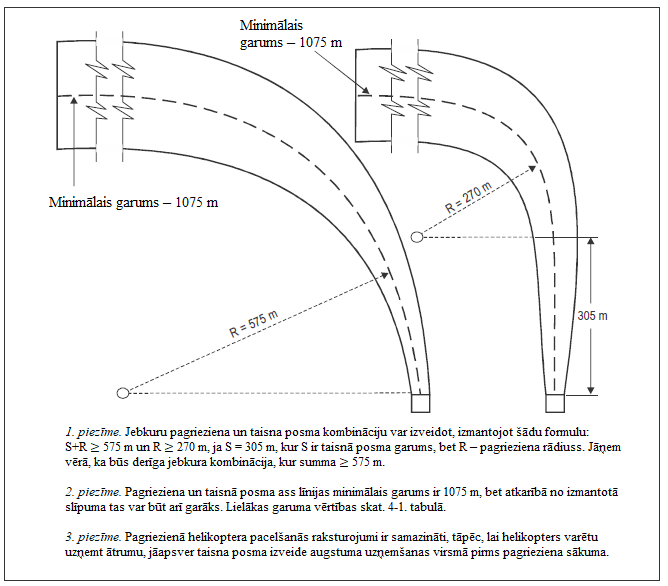 Minimālais
garums – 1075 m
Minimālais garums – 1075 m
R = 270 m
305 m
R = 575 m
1. piezīme. Jebkuru pagrieziena un taisna posma kombināciju var izveidot, izmantojot šādu formulu:
S+R ≥ 575 m un R ≥ 270 m, ja S = 305 m, kur S ir taisnā posma garums, bet R – pagrieziena rādiuss. Jāņem
vērā, ka būs derīga jebkura kombinācija, kur summa ≥ 575 m.
2. piezīme. Pagrieziena un taisnā posma ass līnijas minimālais garums ir 1075 m, bet atkarībā no izmantotā
slīpuma tas var būt arī garāks. Lielākas garuma vērtības skat. 4-1. tabulā.
3. piezīme. Pagriezienā helikoptera pacelšanās raksturojumi ir samazināti, tāpēc, lai helikopters varētu
uzņemt ātrumu, jāapsver taisna posma izveide augstuma uzņemšanas virsmā pirms pagrieziena sākuma.